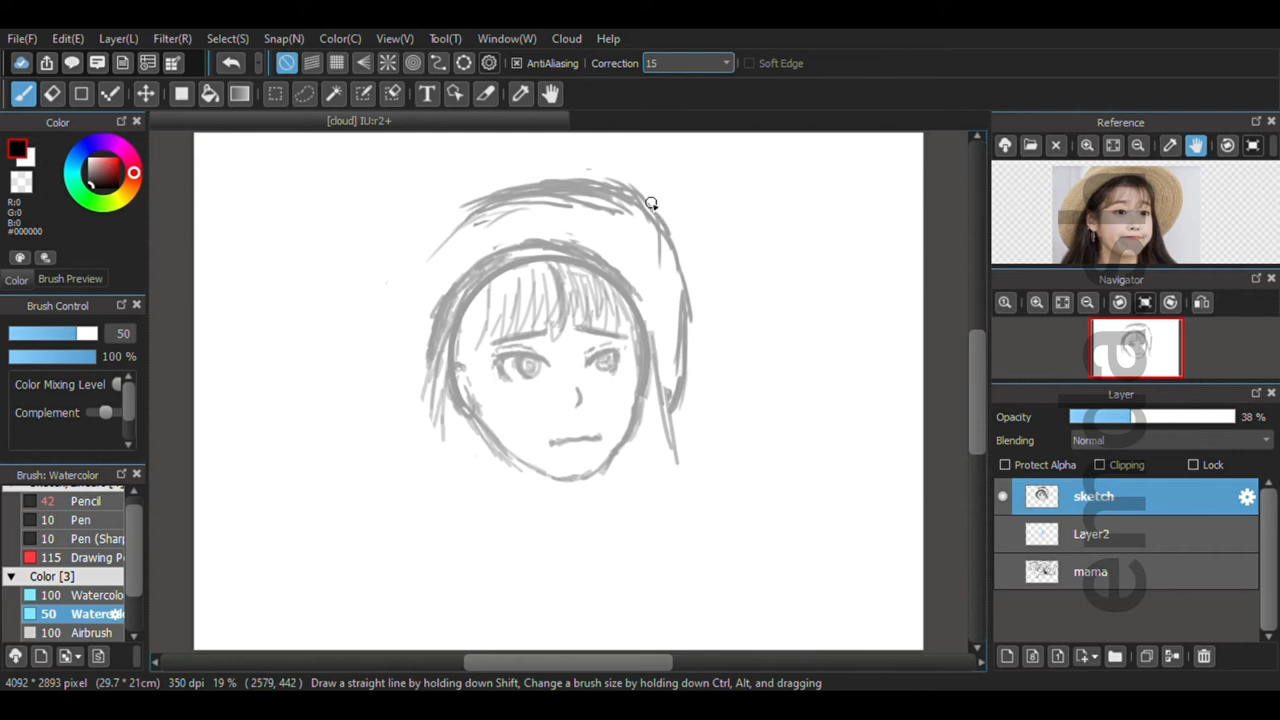 File(F) Edit(E) Layer(L) Filter(R) Select(S) Snap(N) Color(C) View(V) Tool(T) Window(W) Cloud Help
AntiAliasing Correction 15 Soft Edge
[cloud] IU:r2+
Color
R:0
G:0
B:0
#000000
Color Brush Preview
Brush Control
50
100 %
Color Mixing Level
Complement
Brush: Watercolor
42 Pencil
10 Pen
10 Pen (Sharp
115 Drawing P
Color [3]
100 Watercolo
50 Waterc
100 Airbrush
Reference
Navigator
Layer
Opacity 38 %
Blending Normal
Protect Alpha Clipping Lock
sketch
Layer2
mama
4092 * 2893 pixel (29.7 * 21cm) 350 dpi 19 % ( 2579, 442 ) Draw a straight line by holding down Shift, Change a brush size by holding down Ctrl, Alt, and dragging